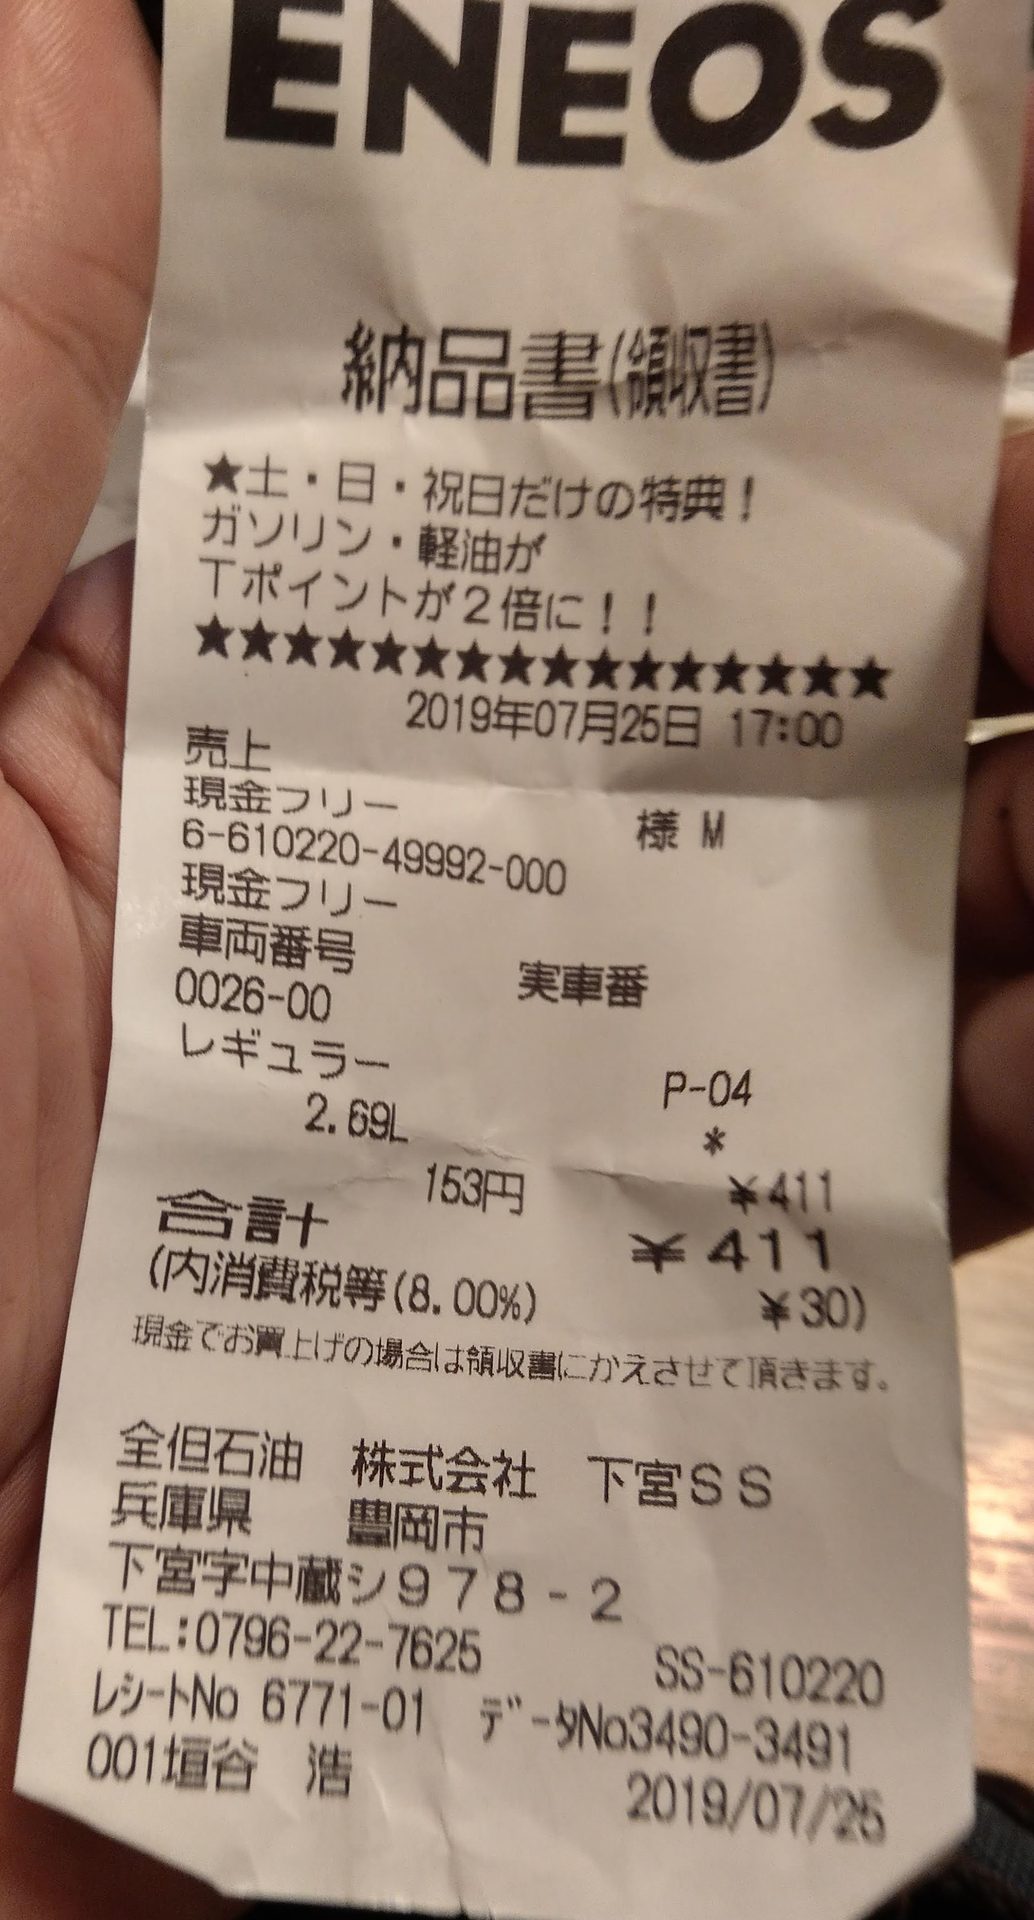 ENEOS
納品書(領収書)
★土・日・祝日だけの特典！
ガソリン・軽油が
Tポイントが２倍に！！
★★★★★★★★★★★★★★★★
2019年07月25日 17:00
売上
現金フリー 様 M
6-610220-49992-000
現金フリー
車両番号 実車番
0026-00
レギュラー P-04
2.69L *
153円 ¥411
合計 ¥411
(内消費税等(8.00%) ¥30)
現金でお買上げの場合は領収書にかえさせて頂きます。
全但石油 株式会社 下宮ＳＳ
兵庫県 豊岡市
下宮字中蔵シ９７８-２
TEL:0796-22-7625 SS-610220
ﾚｼｰﾄNo 6771-01 ﾃﾞｰﾀNo3490-3491
001垣谷 浩 2019/07/25